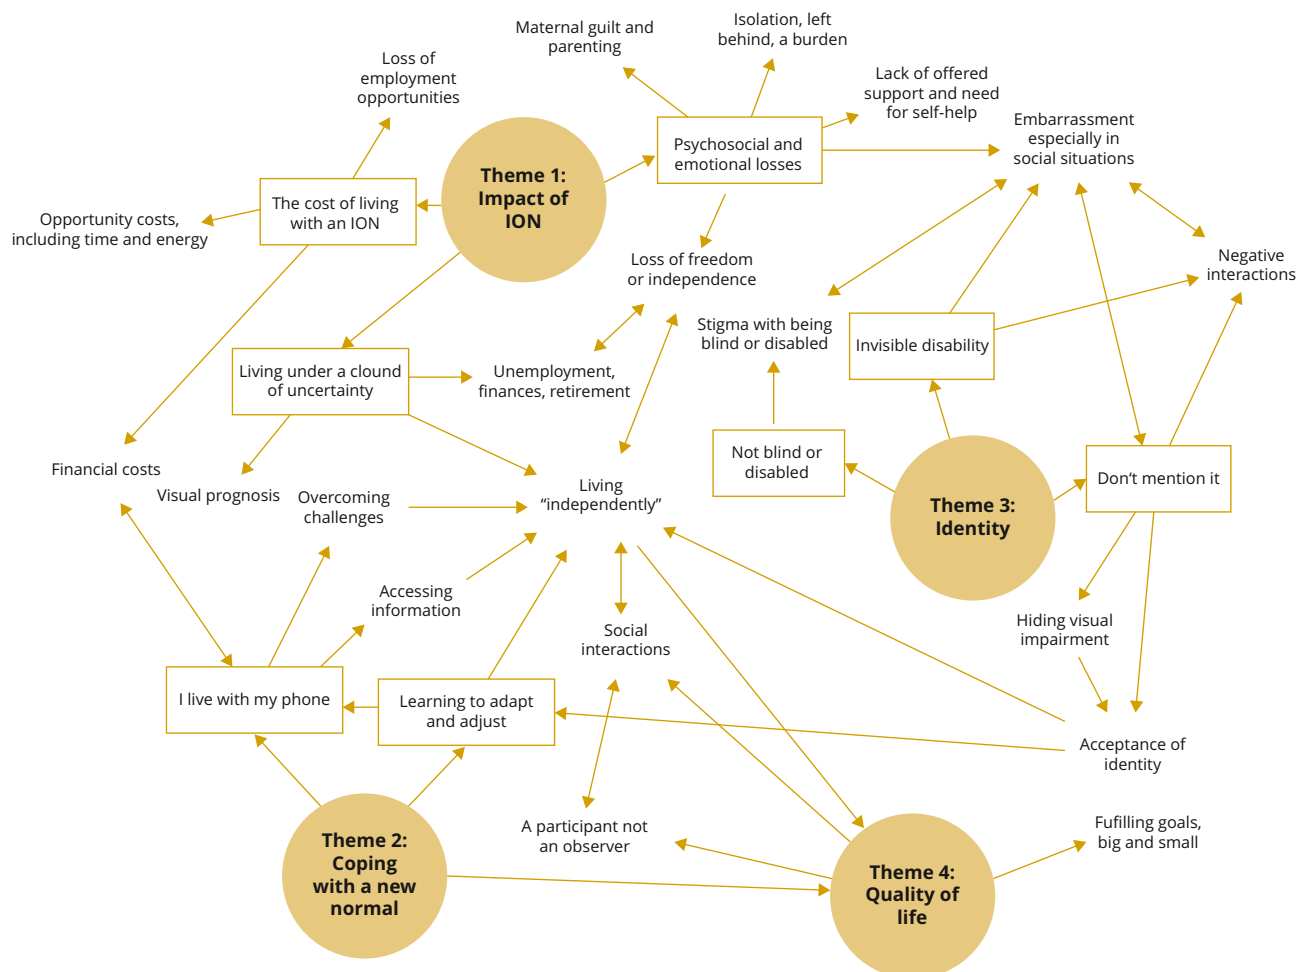 Maternal guilt and
parenting
Isolation, left
behind, a burden
Loss of
employment
opportunities
Lack of offered
support and need
for self-help
Embarrassment
especially in
social situations
Psychosocial and
emotional losses
Theme 1:
Impact of
ION
The cost of living
with an ION
Opportunity costs,
including time and energy
Loss of freedom
or independence
Negative
interactions
Stigma with being
blind or disabled
Invisible disability
Living under a clound
of uncertainty
Unemployment,
finances, retirement
Not blind or
disabled
Financial costs
Visual prognosis
Overcoming
challenges
Living
“independently”
Theme 3:
Identity
Don‘t mention it
Accessing
information
Social
interactions
Hiding visual
impairment
I live with my phone
Learning to adapt
and adjust
Acceptance of
identity
Theme 2:
Coping
with a new
normal
A participant not
an observer
Theme 4:
Quality of
life
Fufilling goals,
big and small